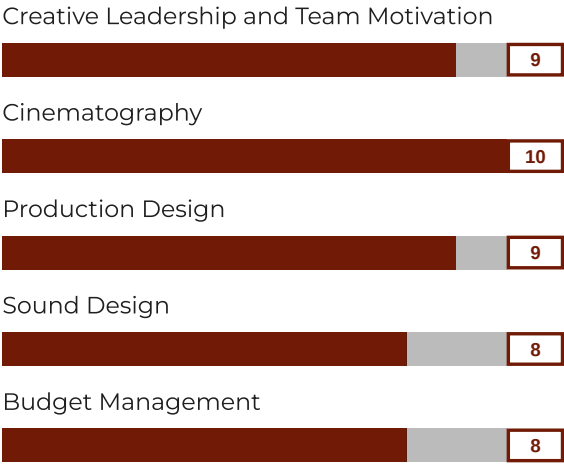 Creative Leadership and Team Motivation
9
Cinematography
10
Production Design
9
Sound Design
8
Budget Management
8